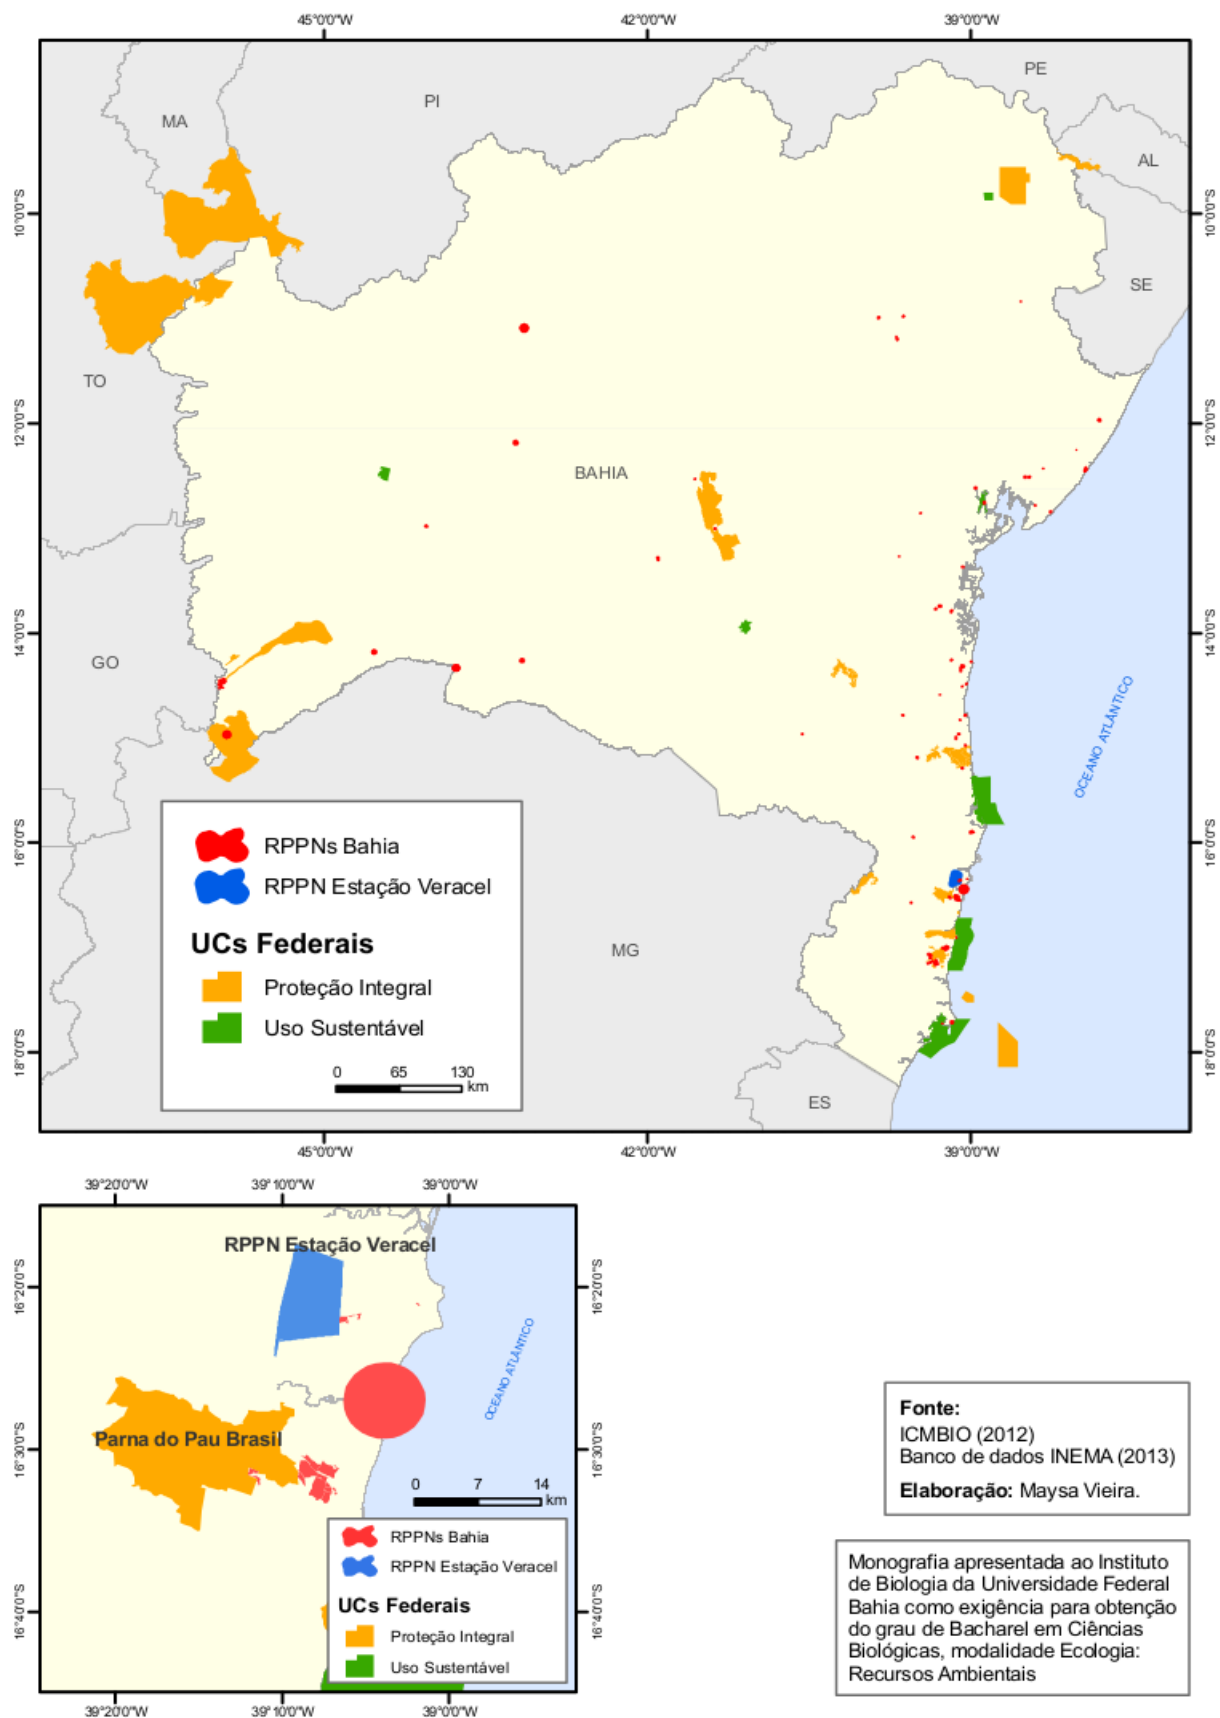 45°0'0"W 42°0'0"W 39°0'0"W
PE
PI
MA
AL
10°0'0"S 10°0'0"S
SE
TO
12°0'0"S 12°0'0"S
BAHIA
14°0'0"S 14°0'0"S
GO
OCEANO ATLÂNTICO
16°0'0"S 16°0'0"S
RPPNs Bahia
RPPN Estação Veracel
UCs Federais
MG
Proteção Integral
Uso Sustentável
18°0'0"S 18°0'0"S
0 65 130
km
ES
45°0'0"W 42°0'0"W 39°0'0"W
39°20'0"W 39°10'0"W 39°0'0"W
RPPN Estação Veracel
16°20'0"S 16°20'0"S
OCEANO ATLÂNTICO
Parna do Pau Brasil
16°30'0"S 16°30'0"S
0 7 14
km
RPPNs Bahia
RPPN Estação Veracel
UCs Federais
16°40'0"S 16°40'0"S
Proteção Integral
Uso Sustentável
39°20'0"W 39°10'0"W 39°0'0"W
Fonte:
ICMBIO (2012)
Banco de dados INEMA (2013)
Elaboração: Maysa Vieira.
Monografia apresentada ao Instituto
de Biologia da Universidade Federal
Bahia como exigência para obtenção
do grau de Bacharel em Ciências
Biológicas, modalidade Ecologia:
Recursos Ambientais